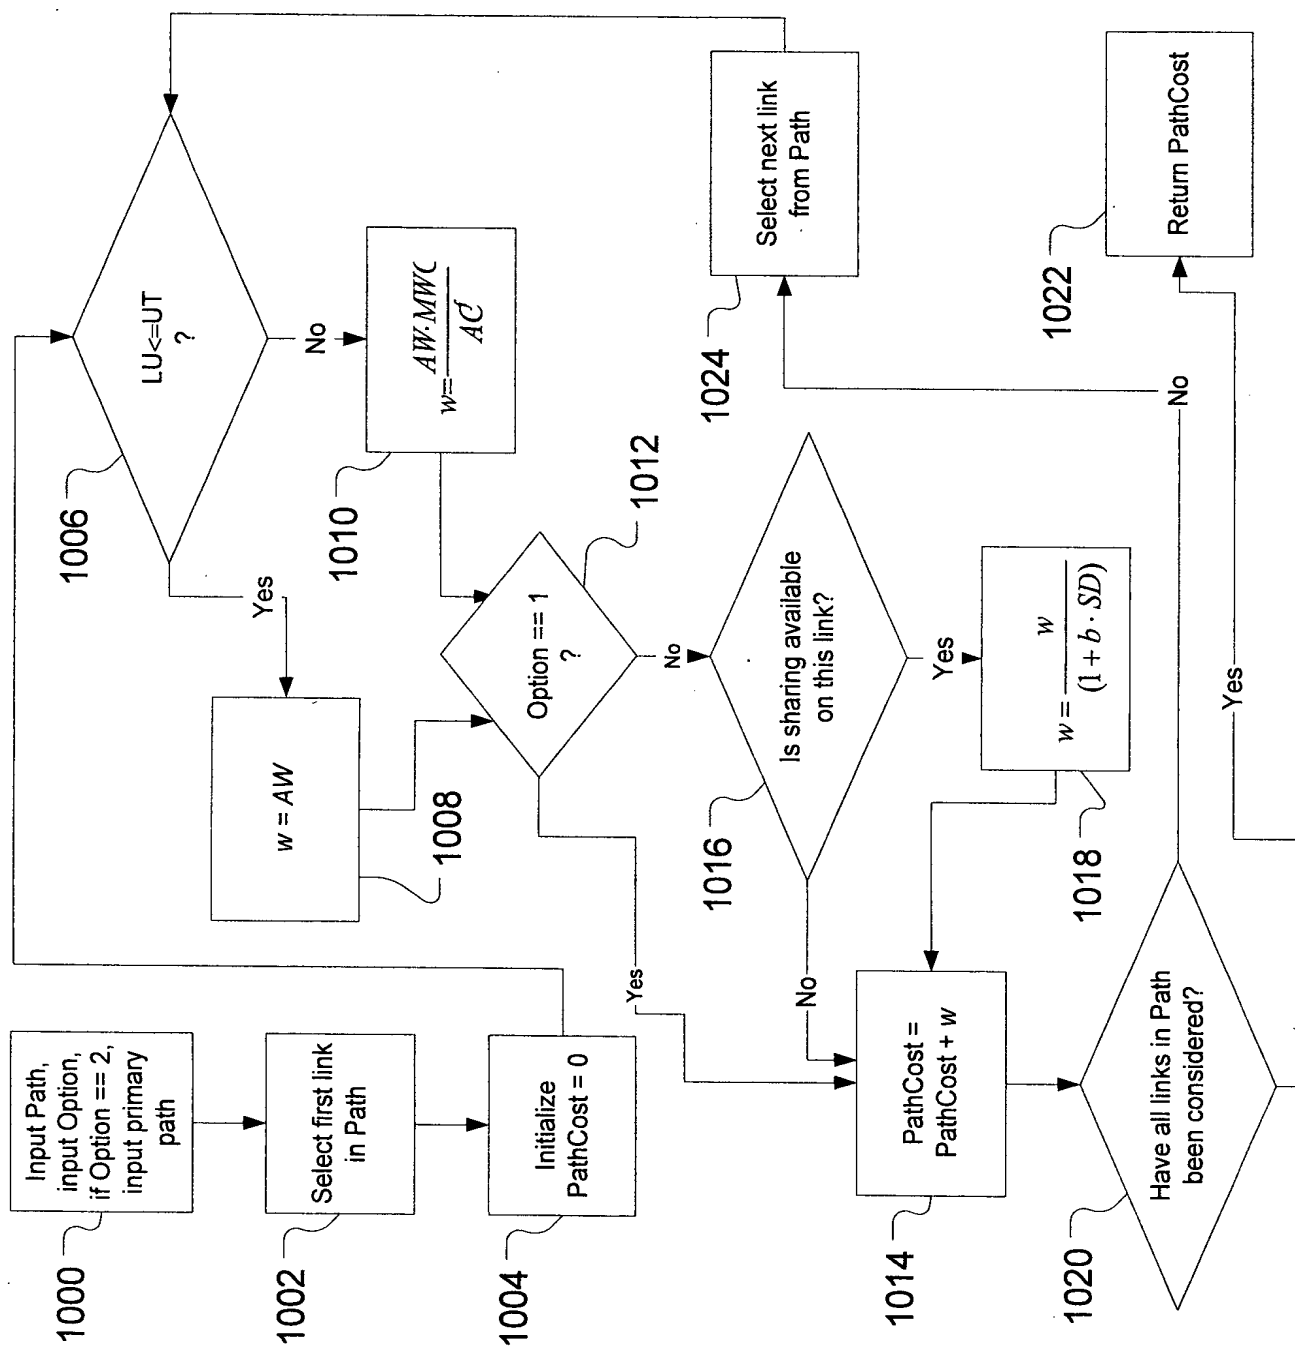 1000
Input Path,
input Option,
if Option == 2,
input primary
path
1002
Select first link
in Path
1004
Initialize
PathCost = 0
1006
LU<=UT
?
Yes
No
1008
w = AW
1010
w= AW·MWC
AC
1012
Option == 1
?
Yes
No
1016
Is sharing available
on this link?
No
Yes
1018
w = w
(1 + b · SD)
1014
PathCost =
PathCost + w
1020
Have all links in Path
been considered?
No
Yes
1024
Select next link
from Path
1022
Return PathCost